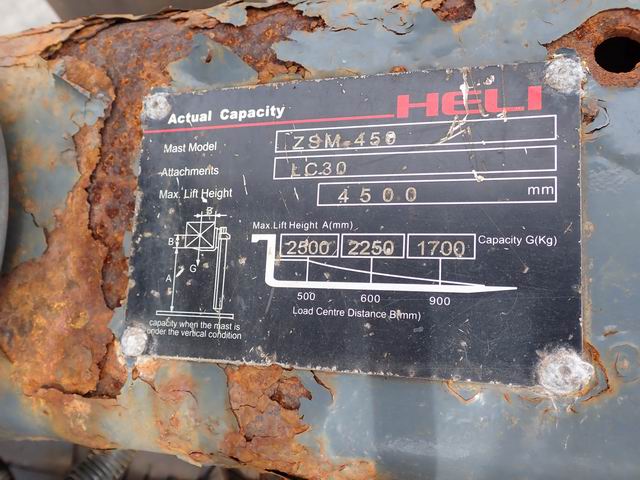 Actual Capacity HELI
Mast Model ZSM-450
Attachments LC30
Max. Lift Height 4500 mm
Max.Lift Height A(mm)
2500 2250 1700 Capacity G(Kg)
500 600 900
Load Centre Distance B(mm)
B
B
G
A
capacity when the mast is
onder the vertical condition